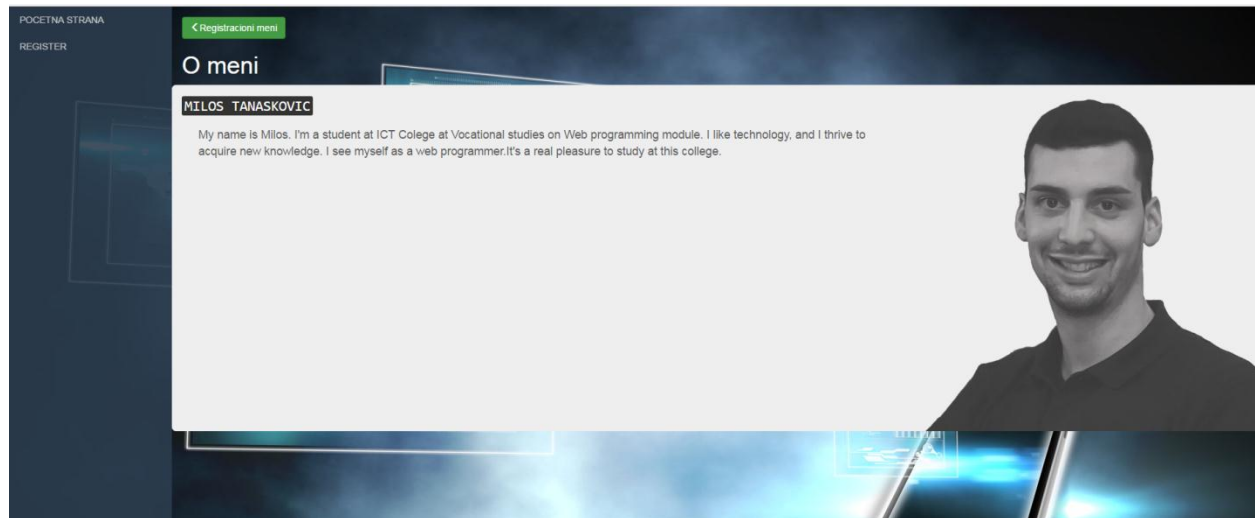 POCETNA STRANA
REGISTER
Registracioni meni
O meni
MILOS TANASKOVIC
My name is Milos. I'm a student at ICT Colege at Vocational studies on Web programming module. I like technology, and I thrive to
acquire new knowledge. I see myself as a web programmer.It's a real pleasure to study at this college.